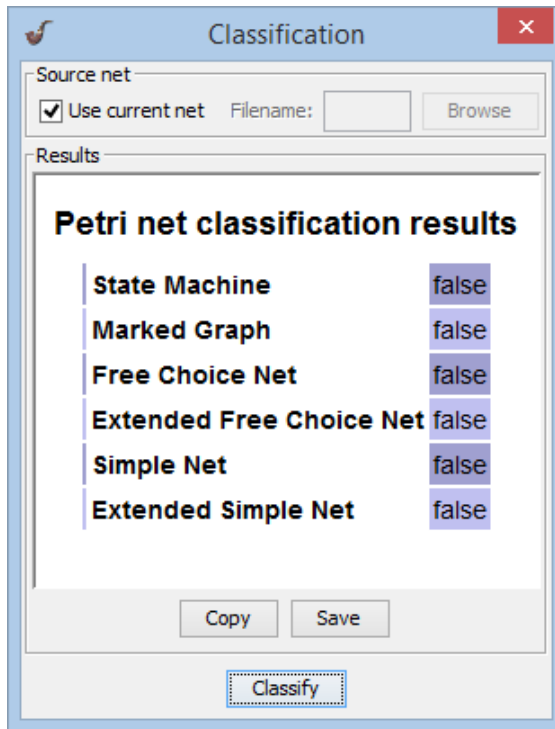 Classification
Source net
Use current net Filename: Browse
Results
Petri net classification results
State Machine false
Marked Graph false
Free Choice Net false
Extended Free Choice Net false
Simple Net false
Extended Simple Net false
Copy Save
Classify